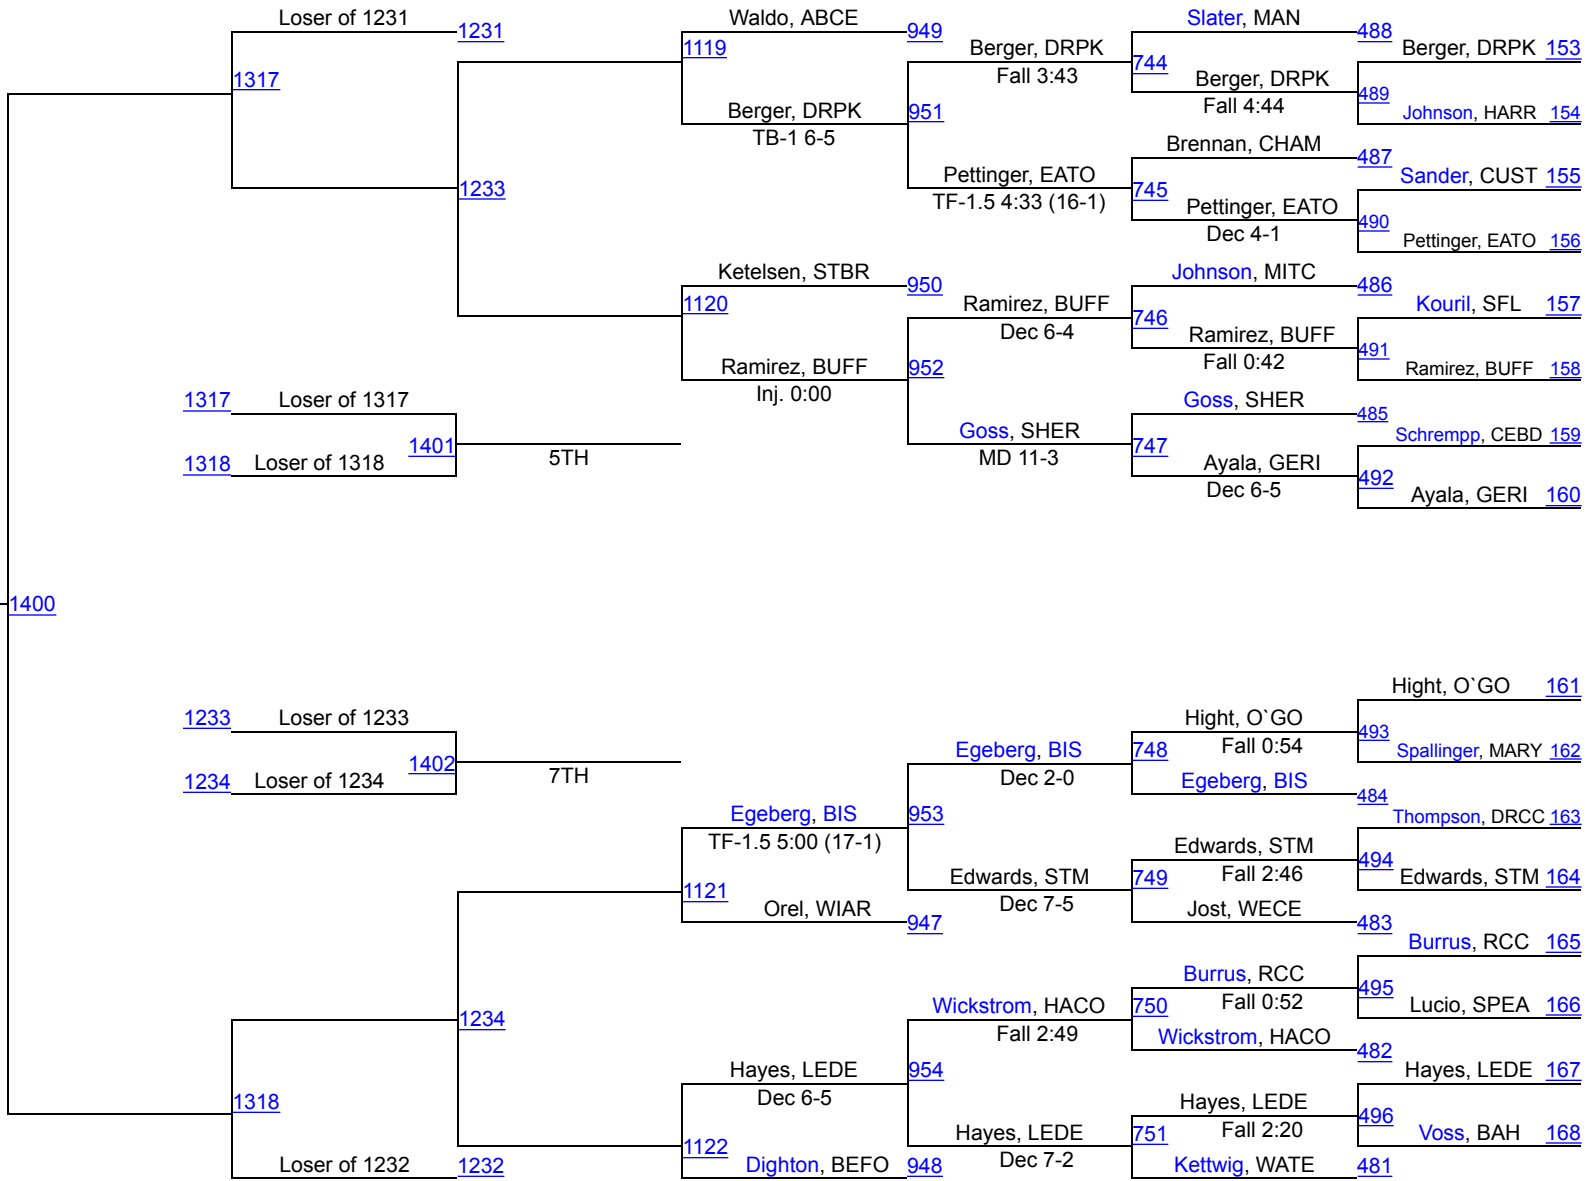 Loser of 1231 1231
1317
1233
Waldo, ABCE 949
1119
Berger, DRPK
TB-1 6-5
Berger, DRPK
Fall 3:43
951
Pettinger, EATO
TF-1.5 4:33 (16-1)
Slater, MAN 488
744
Berger, DRPK
Fall 4:44
Brennan, CHAM 487
745
Pettinger, EATO
Dec 4-1
Berger, DRPK 153
489
Johnson, HARR 154
Sander, CUST 155
490
Pettinger, EATO 156
Ketelsen, STBR 950
1120
Ramirez, BUFF
Inj. 0:00
Ramirez, BUFF
Dec 6-4
952
Goss, SHER
MD 11-3
Johnson, MITC 486
746
Ramirez, BUFF
Fall 0:42
Goss, SHER 485
747
Ayala, GERI
Dec 6-5
Kouril, SFL 157
491
Ramirez, BUFF 158
Schrempp, CEBD 159
492
Ayala, GERI 160
1317 Loser of 1317
1401
5TH
1318 Loser of 1318
1400
1233 Loser of 1233
1402
7TH
1234 Loser of 1234
Hight, O`GO 161
493
Spallinger, MARY 162
Hight, O`GO
Fall 0:54
748
Egeberg, BIS 484
Egeberg, BIS
Dec 2-0
Thompson, DRCC 163
494
Edwards, STM 164
Edwards, STM
Fall 2:46
749
Jost, WECE 483
953
Edwards, STM
Dec 7-5
Egeberg, BIS
TF-1.5 5:00 (17-1)
1121
Orel, WIAR 947
1234
Burrus, RCC 165
495
Lucio, SPEA 166
Burrus, RCC
Fall 0:52
750
Wickstrom, HACO 482
Wickstrom, HACO
Fall 2:49
954
Hayes, LEDE 167
496
Voss, BAH 168
Hayes, LEDE
Fall 2:20
751
Kettwig, WATE 481
Hayes, LEDE
Dec 7-2
Hayes, LEDE
Dec 6-5
1122
Dighton, BEFO 948
1318
Loser of 1232 1232